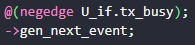 @(negedge U_if.tx_busy);
->gen_next_event;